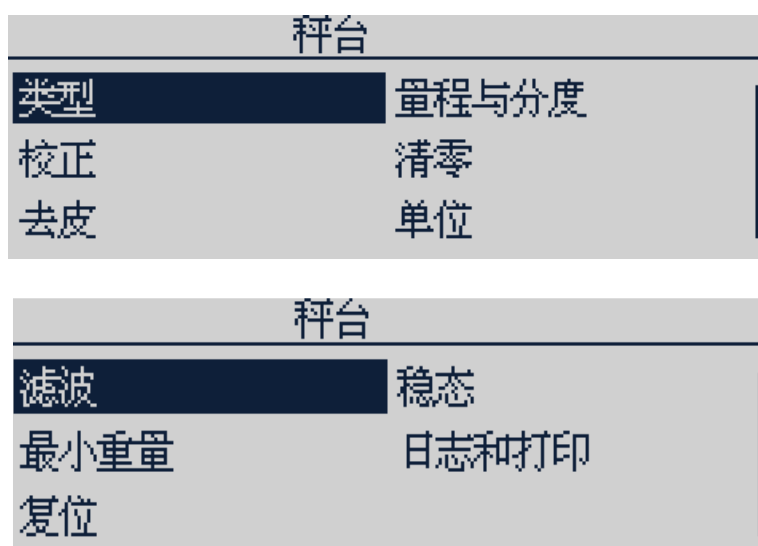 秤台
类型 量程与分度
校正 清零
去皮 单位
秤台
滤波 稳态
最小重量 日志和打印
复位